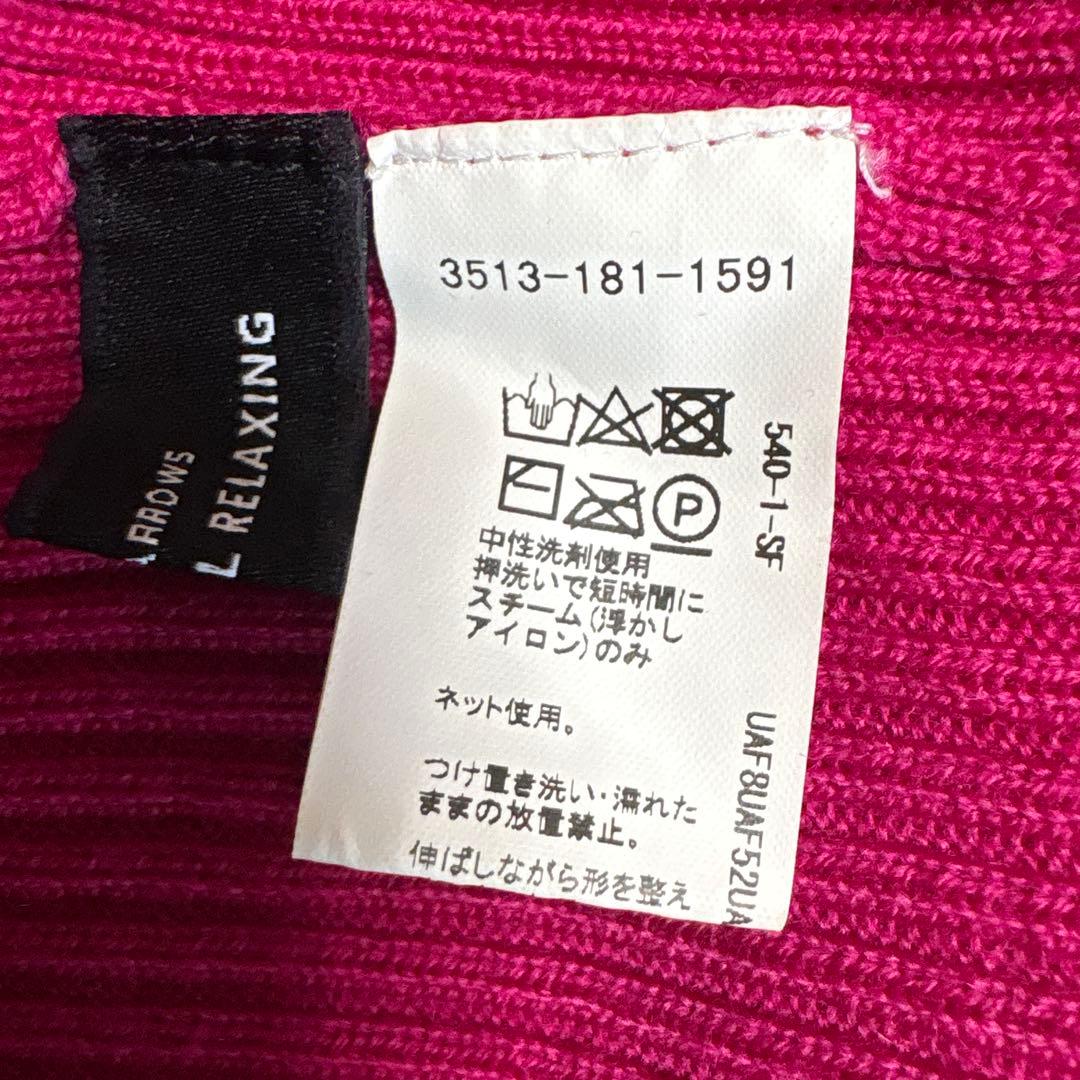 ARROWS
L RELAXING
3513-181-1591
540-1-SF
P
中性洗剤使用
押洗いで短時間に
スチーム(浮かし
アイロン)のみ
ネット使用。
つけ置き洗い・濡れた
ままの放置禁止。
伸ばしながら形を整え
UAF8UAF52UA